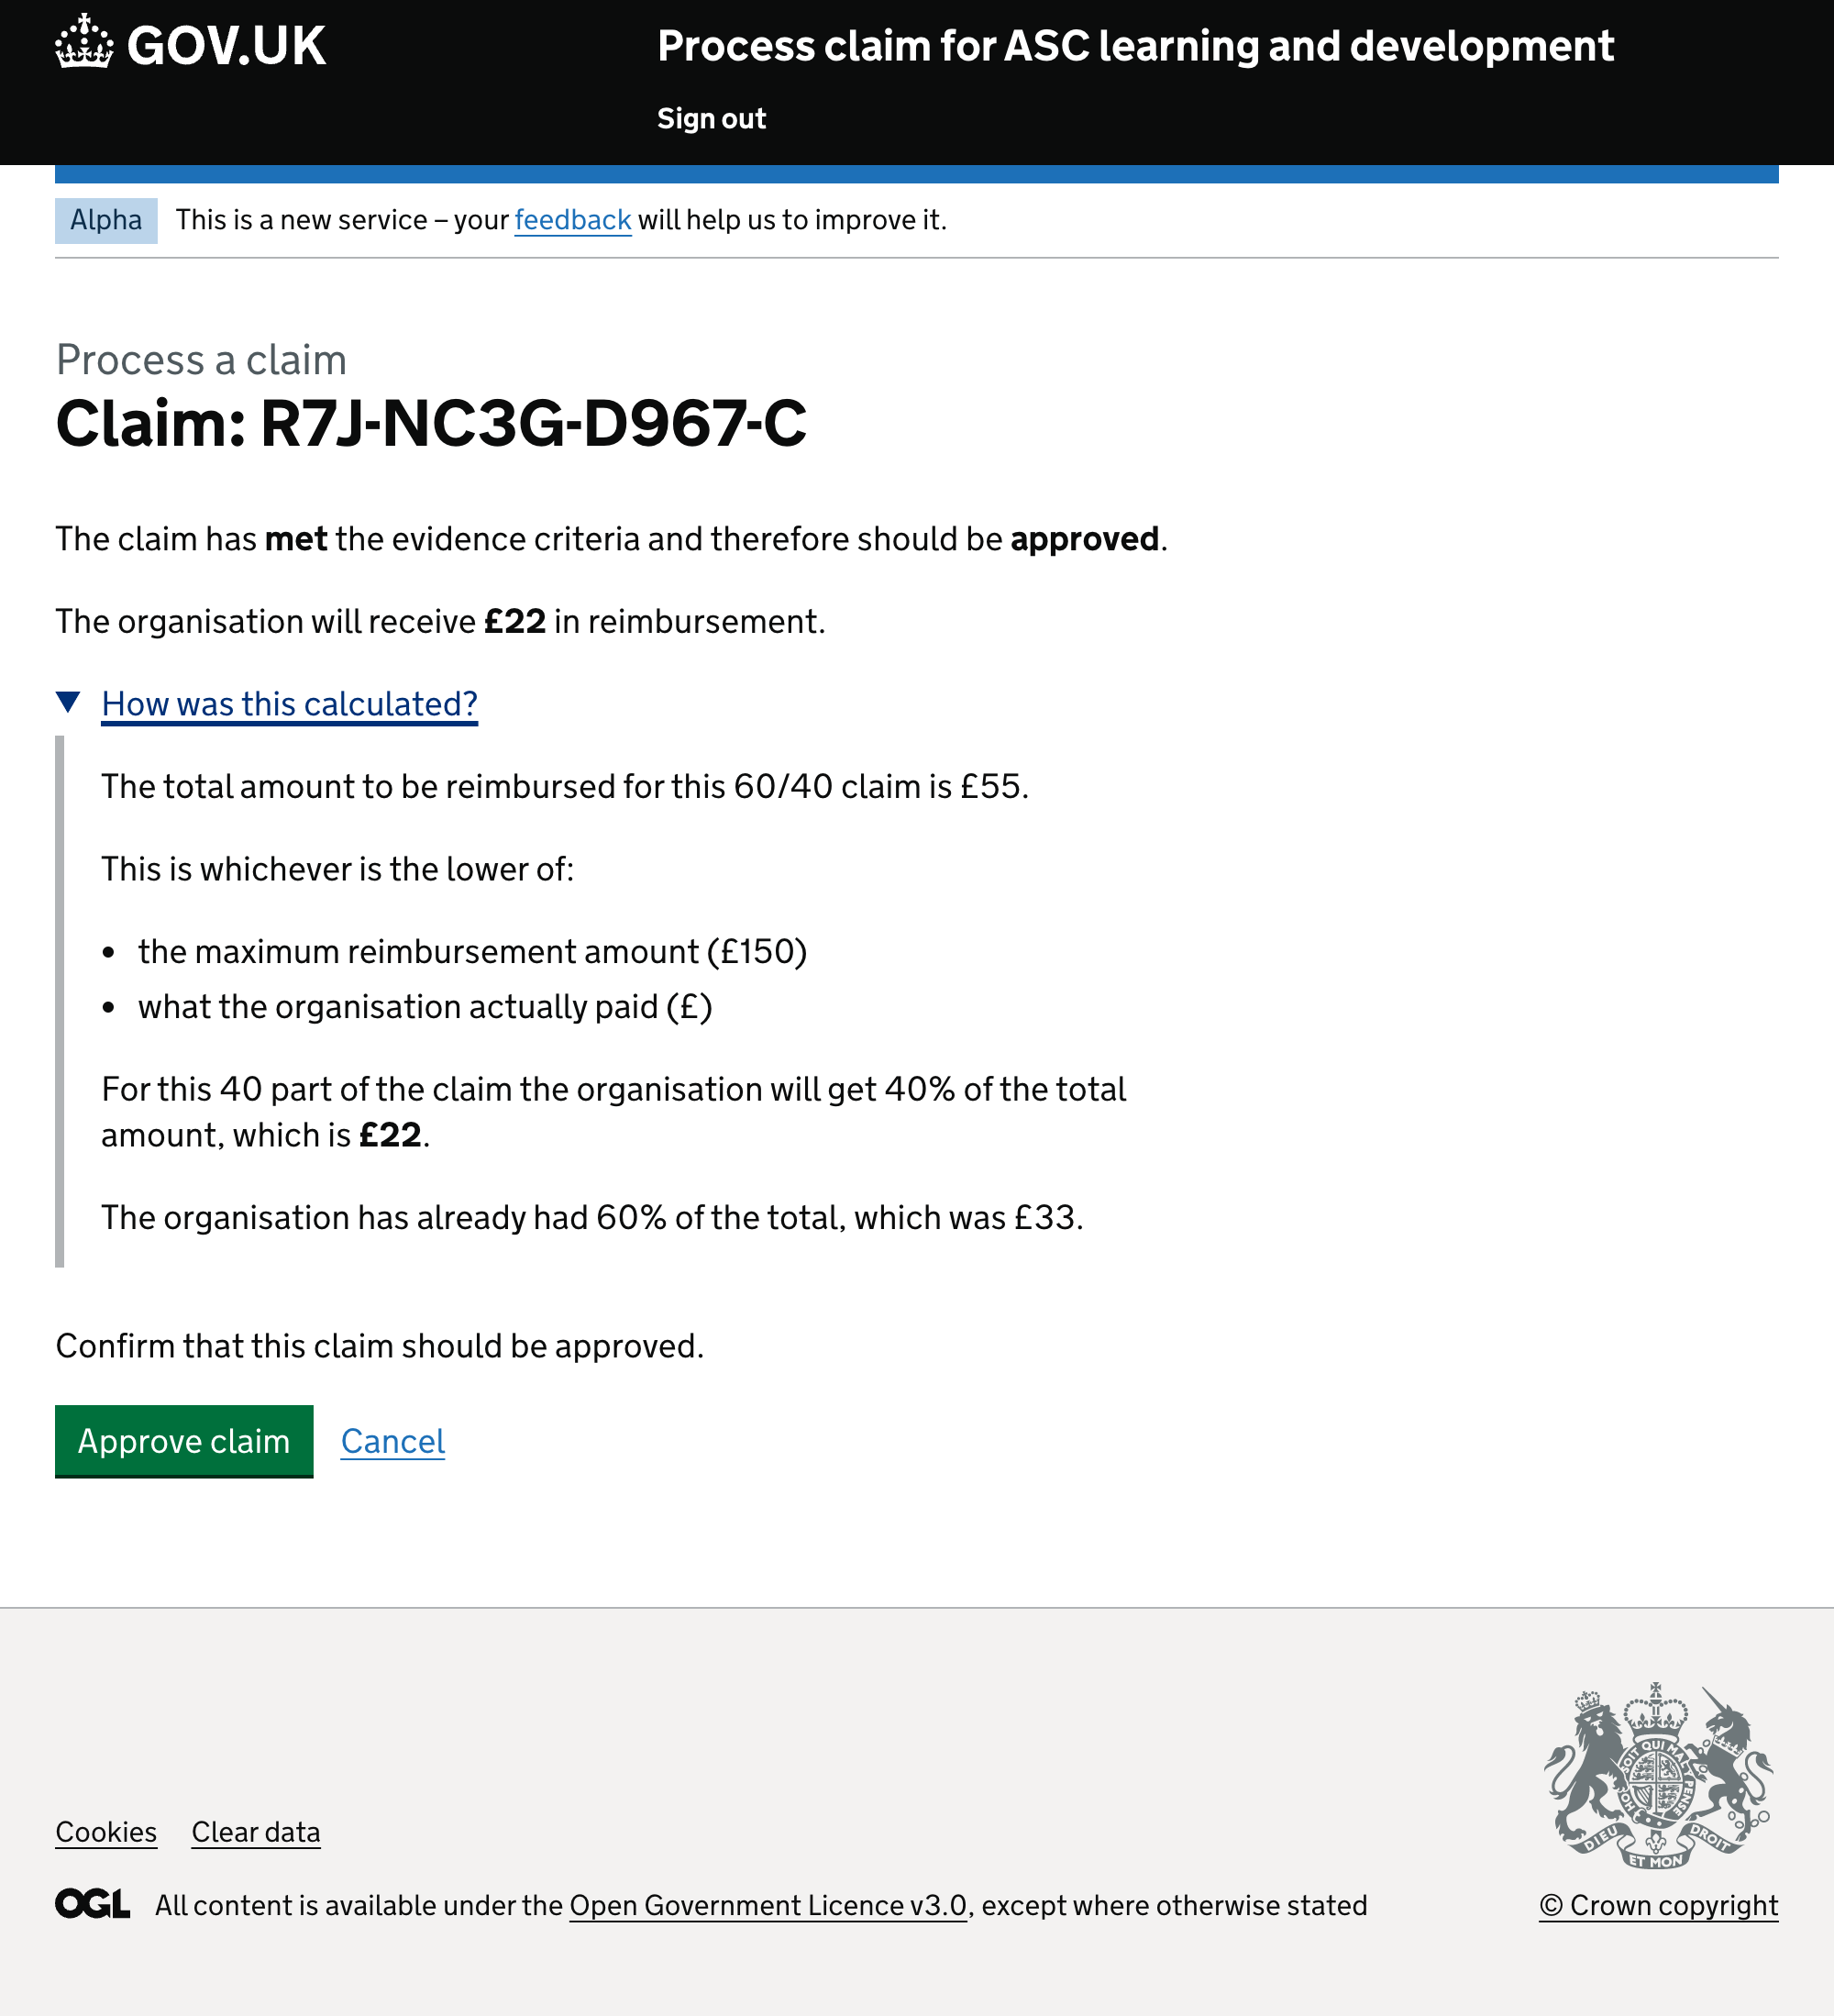 GOV.UK
Process claim for ASC learning and development
Sign out
Alpha
This is a new service – your feedback will help us to improve it.
Process a claim
Claim: R7J-NC3G-D967-C
The claim has met the evidence criteria and therefore should be approved.
The organisation will receive £22 in reimbursement.
▼ How was this calculated?
The total amount to be reimbursed for this 60/40 claim is £55.
This is whichever is the lower of:
• the maximum reimbursement amount (£150)
• what the organisation actually paid (£)
For this 40 part of the claim the organisation will get 40% of the total
amount, which is £22.
The organisation has already had 60% of the total, which was £33.
Confirm that this claim should be approved.
Approve claim
Cancel
SOIT QUI MAL
PENSE
HO
DIEU
ET MON
DROIT
Cookies
Clear data
OGL
All content is available under the Open Government Licence v3.0, except where otherwise stated
© Crown copyright